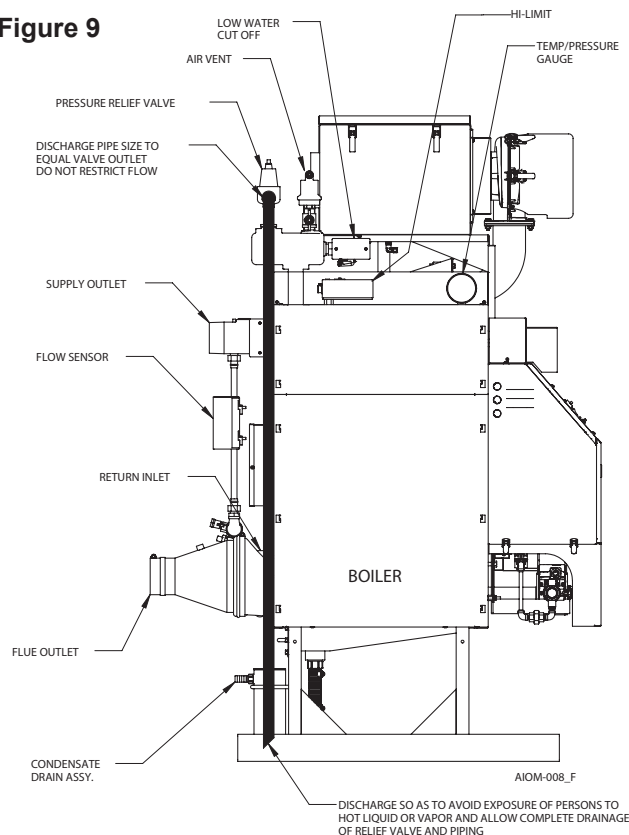 Figure 9
LOW WATER
CUT OFF
HI-LIMIT
AIR VENT
TEMP/PRESSURE
GAUGE
PRESSURE RELIEF VALVE
DISCHARGE PIPE SIZE TO
EQUAL VALVE OUTLET
DO NOT RESTRICT FLOW
SUPPLY OUTLET
FLOW SENSOR
RETURN INLET
BOILER
FLUE OUTLET
CONDENSATE
DRAIN ASSY.
AIOM-008_F
DISCHARGE SO AS TO AVOID EXPOSURE OF PERSONS TO
HOT LIQUID OR VAPOR AND ALLOW COMPLETE DRAINAGE
OF RELIEF VALVE AND PIPING